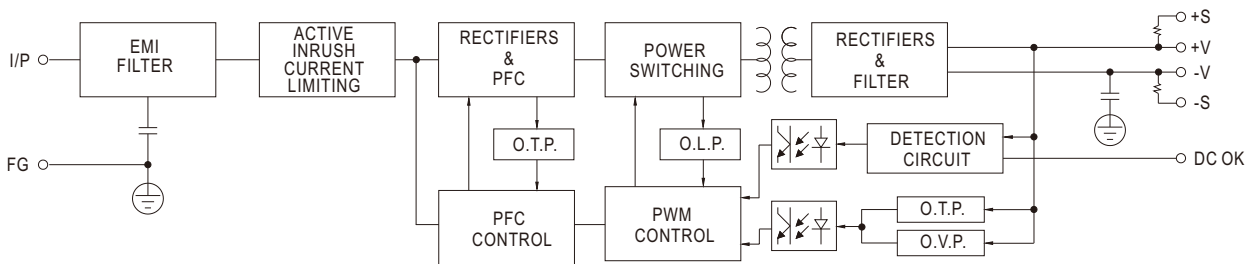 I/P
EMI
FILTER
ACTIVE
INRUSH
CURRENT
LIMITING
RECTIFIERS
&
PFC
POWER
SWITCHING
RECTIFIERS
&
FILTER
+S
+V
-V
-S
O.T.P.
O.L.P.
DETECTION
CIRCUIT
DC OK
FG
PFC
CONTROL
PWM
CONTROL
O.T.P.
O.V.P.